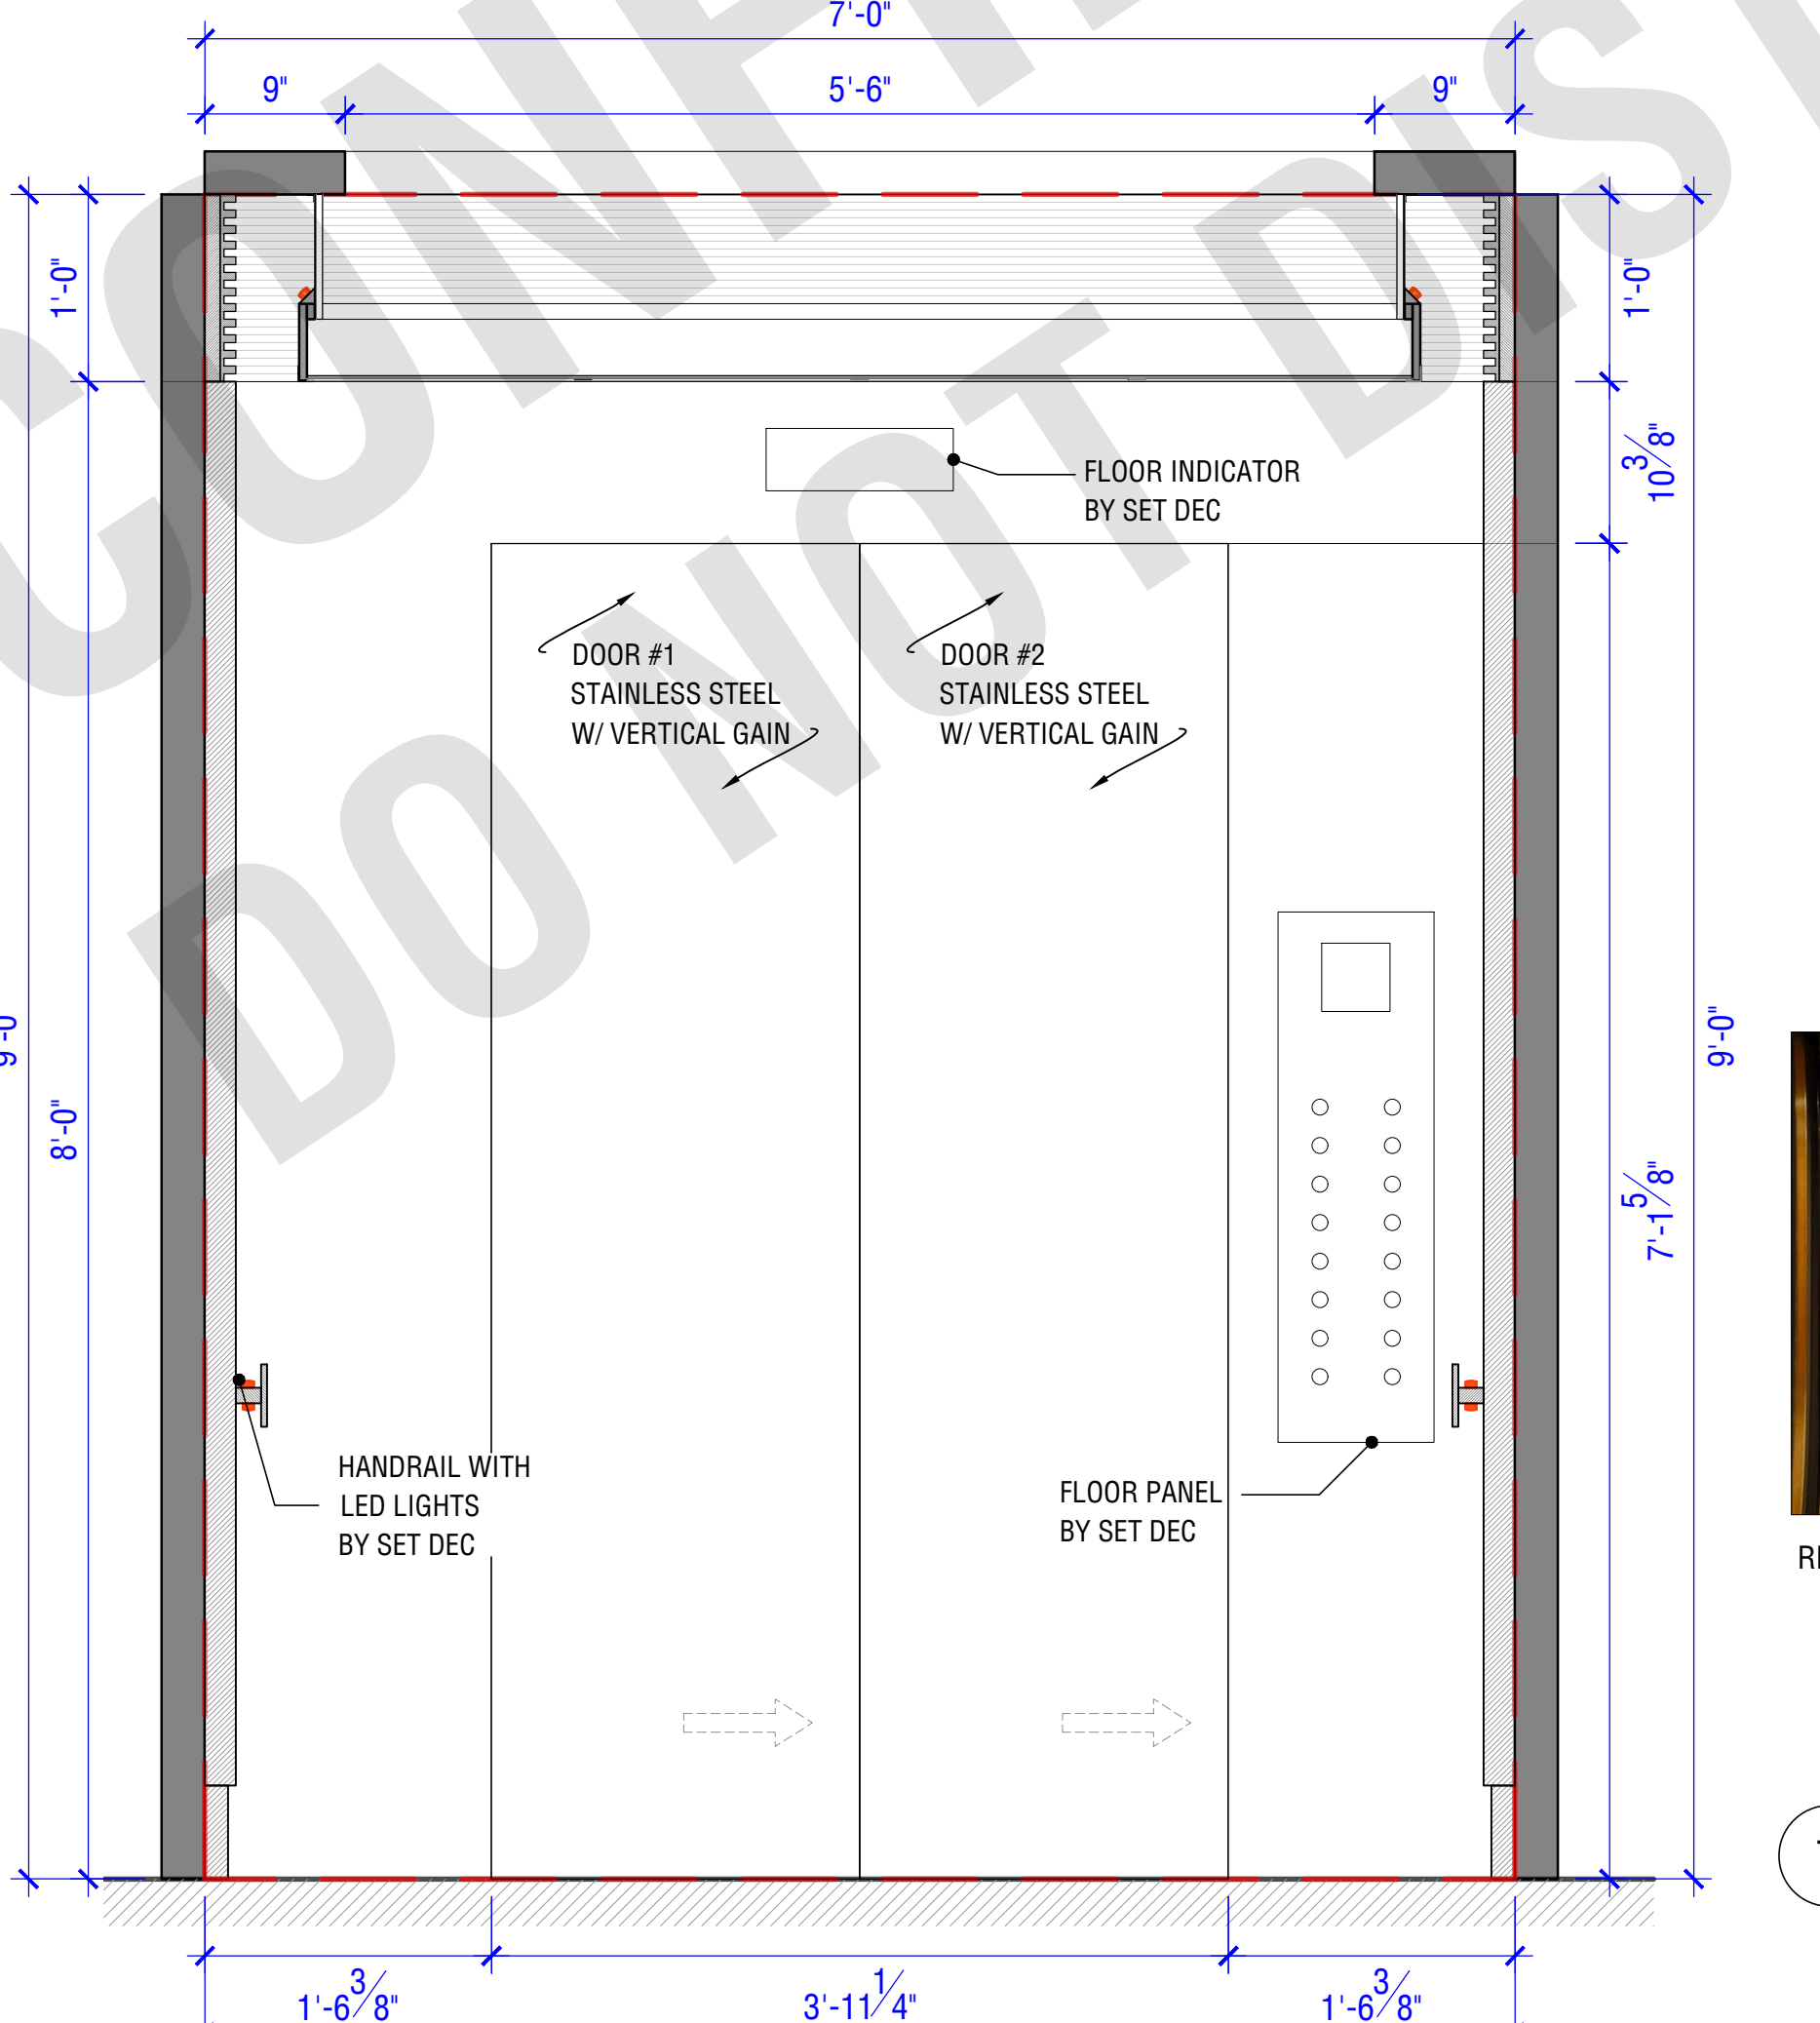 7'-0"
9"
5'-6"
9"
1'-0"
1'-0"
10 3/8"
FLOOR INDICATOR
BY SET DEC
DOOR #1
STAINLESS STEEL
W/ VERTICAL GAIN
DOOR #2
STAINLESS STEEL
W/ VERTICAL GAIN
9'-0
8'-0"
9'-0"
7'-1 5/8"
HANDRAIL WITH
LED LIGHTS
BY SET DEC
FLOOR PANEL
BY SET DEC
1'-6 3/8"
3'-11 1/4"
1'-6 3/8"
DO NOT DIS